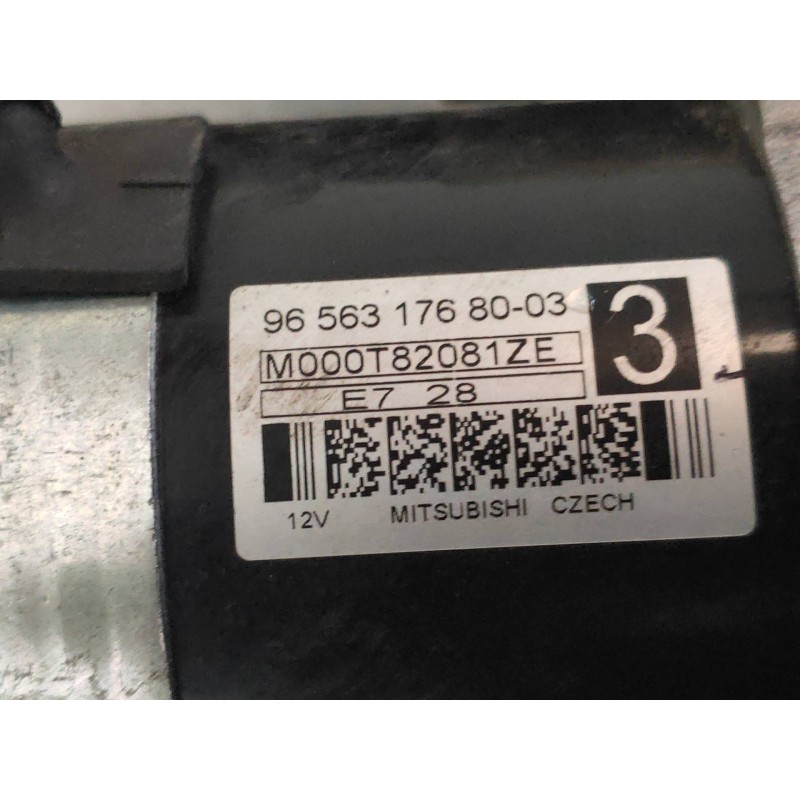 96 563 176 80-03
3
M000T82081ZE
E7 28
12V MITSUBISHI CZECH